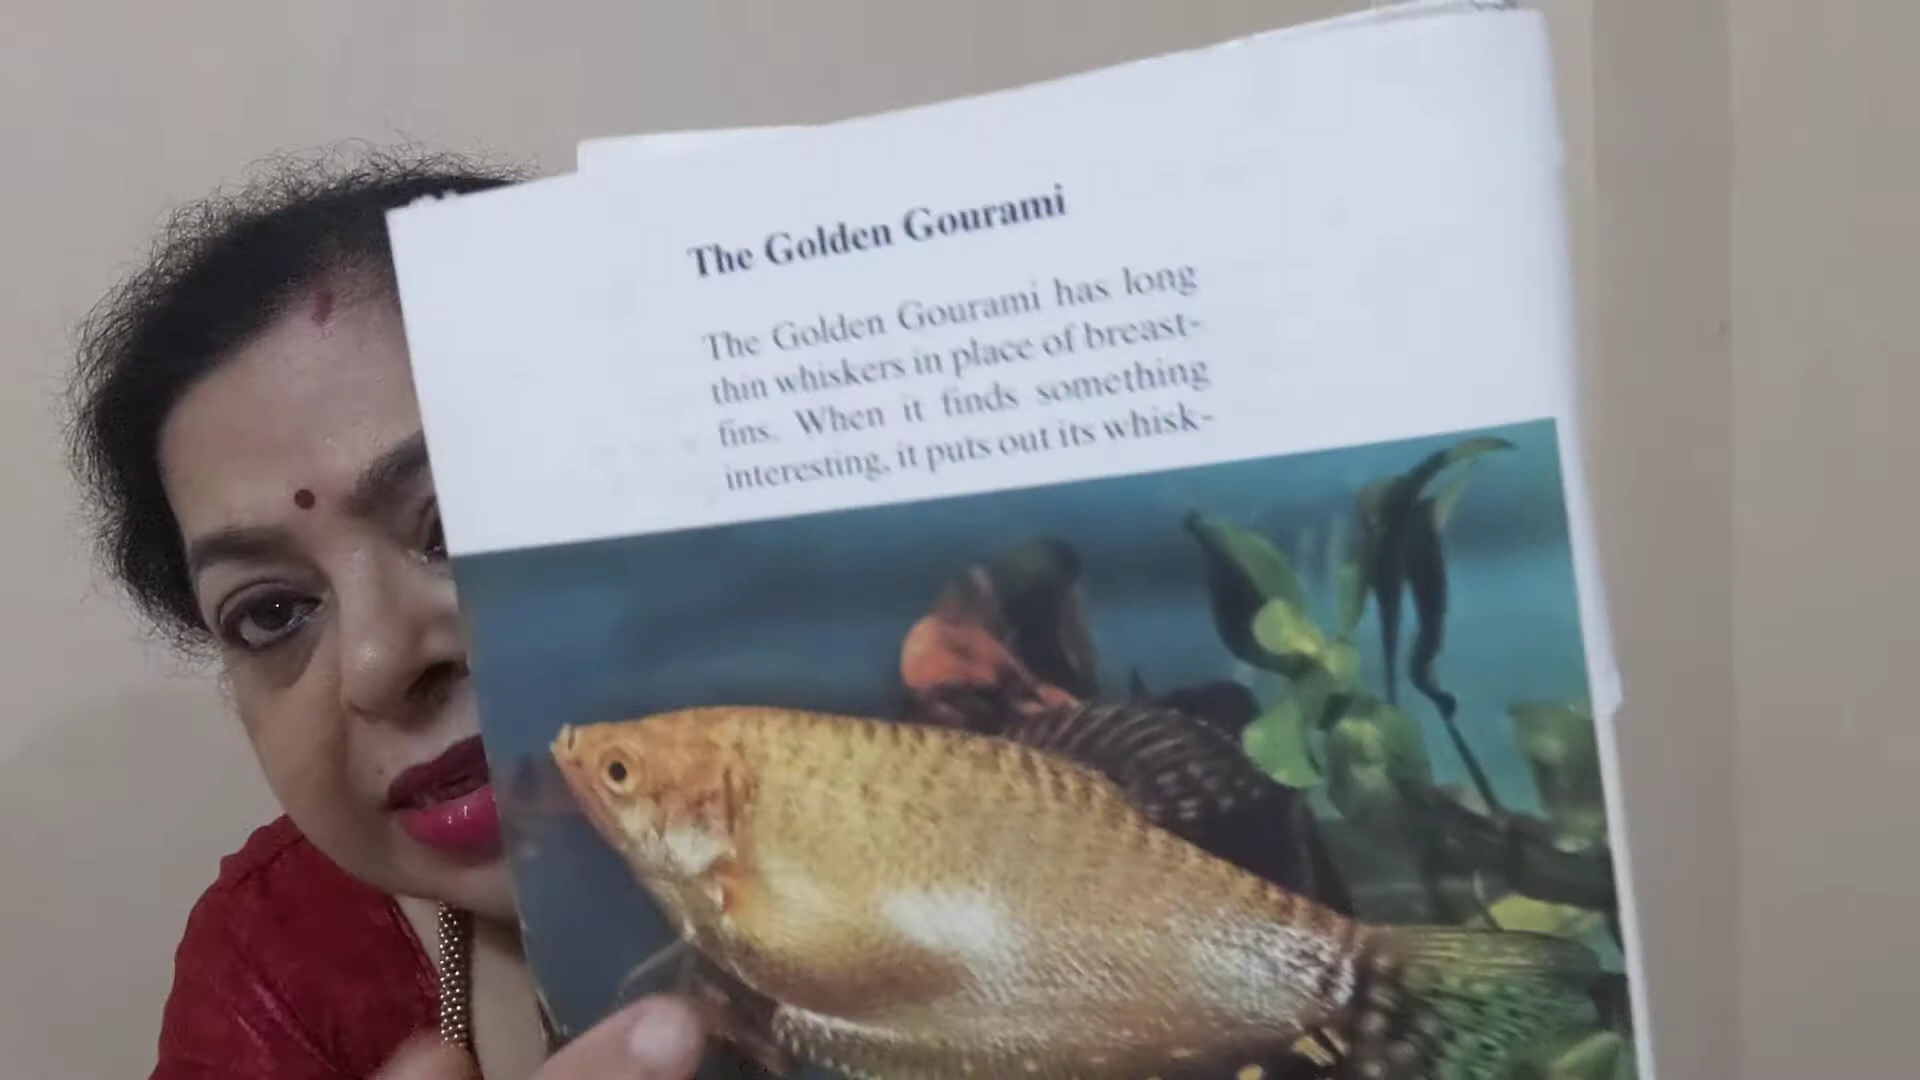 The Golden Gourami
The Golden Gourami has long
thin whiskers in place of breast-
fins. When it finds something
interesting, it puts out its whisk-